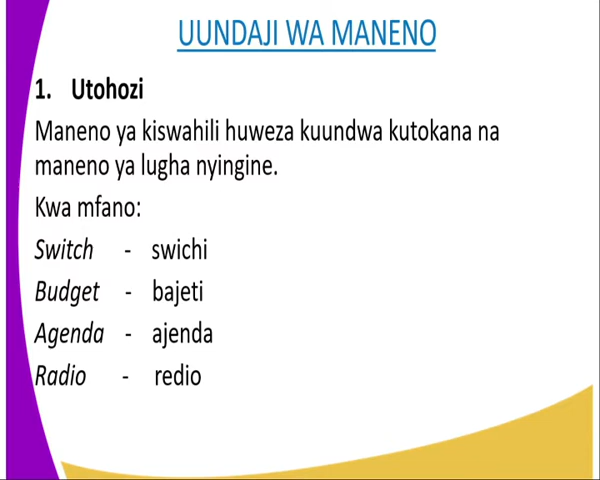 UUNDAJI WA MANENO
1. Utohozi
Maneno ya kiswahili huweza kuundwa kutokana na
maneno ya lugha nyingine.
Kwa mfano:
Switch - swichi
Budget - bajeti
Agenda - ajenda
Radio - redio